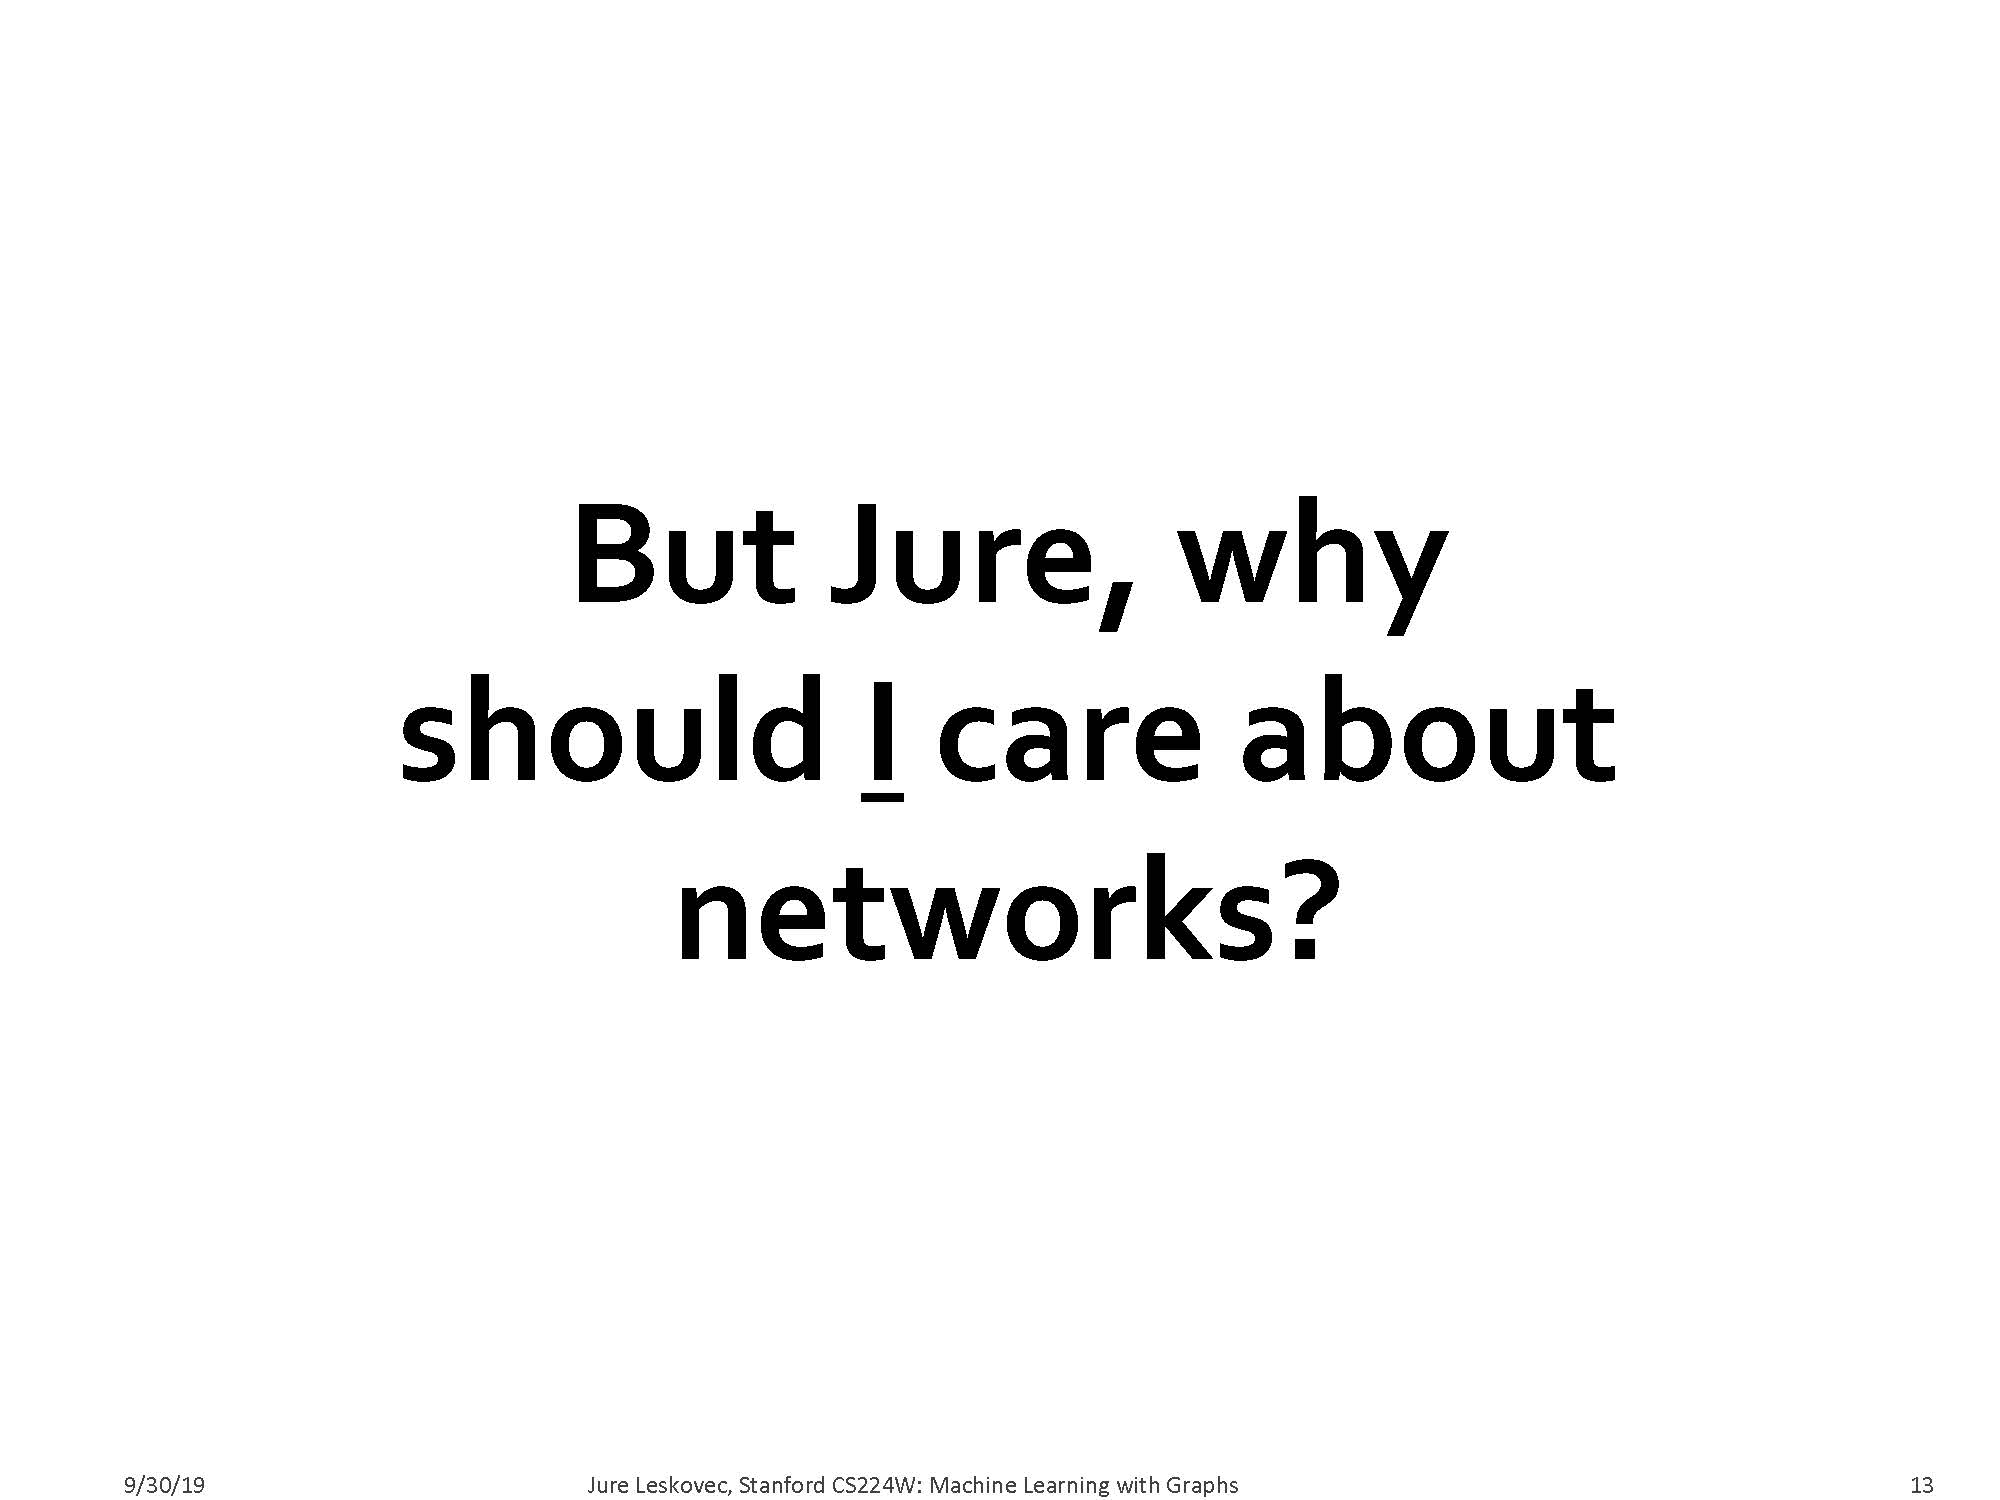 But Jure, why
should I care about
networks?
9/30/19
Jure Leskovec, Stanford CS224W: Machine Learning with Graphs
13